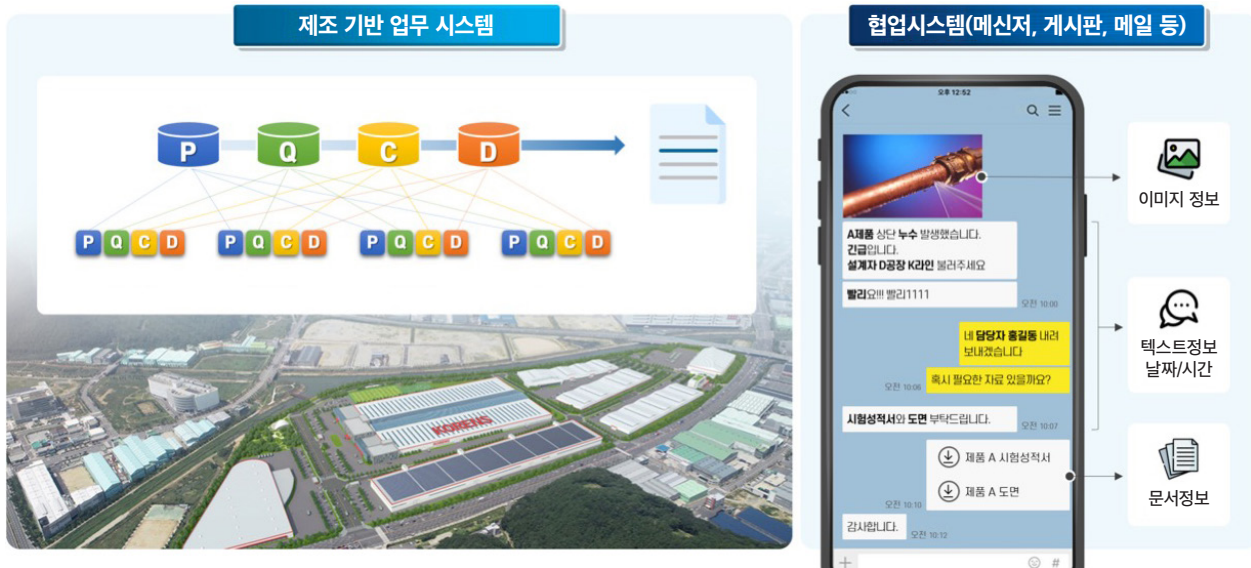 제조 기반 업무 시스템
P Q C D
P Q C D P Q C D P Q C D P Q C D
KORENS
협업시스템(메신저, 게시판, 메일 등)
오후 12:52
A제품 상단 누수 발생했습니다.
긴급입니다.
설계자 D공장 K라인 불러주세요
빨리요!!! 빨리1111
오전 10:00
네 담당자 홍길동 내려
보내겠습니다
혹시 필요한 자료 있을까요?
오전 10:06
시험성적서와 도면 부탁드립니다.
오전 10:07
제품 A 시험성적서
제품 A 도면
오전 10:10
감사합니다.
오전 10:12
+ #
이미지 정보
텍스트정보
날짜/시간
문서정보